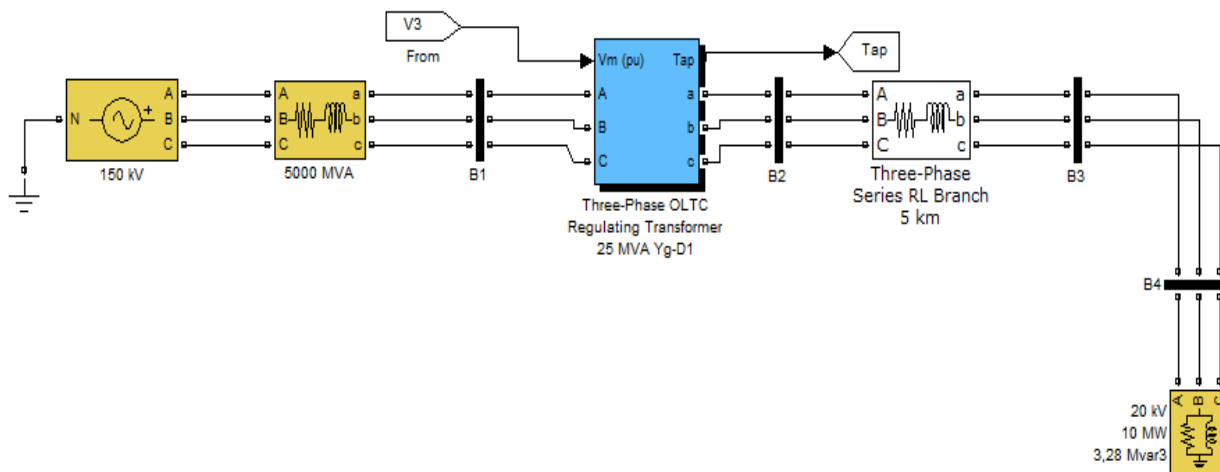 V3
From
Vm (pu)
Tap
Tap
N
A
B
C
150 kV
A
B
C
a
b
c
5000 MVA
B1
A
B
C
a
b
c
Three-Phase OLTC
Regulating Transformer
25 MVA Yg-D1
B2
A
B
C
a
b
c
Three-Phase
Series RL Branch
5 km
B3
B4
A
B
C
20 kV
10 MW
3,28 Mvar3